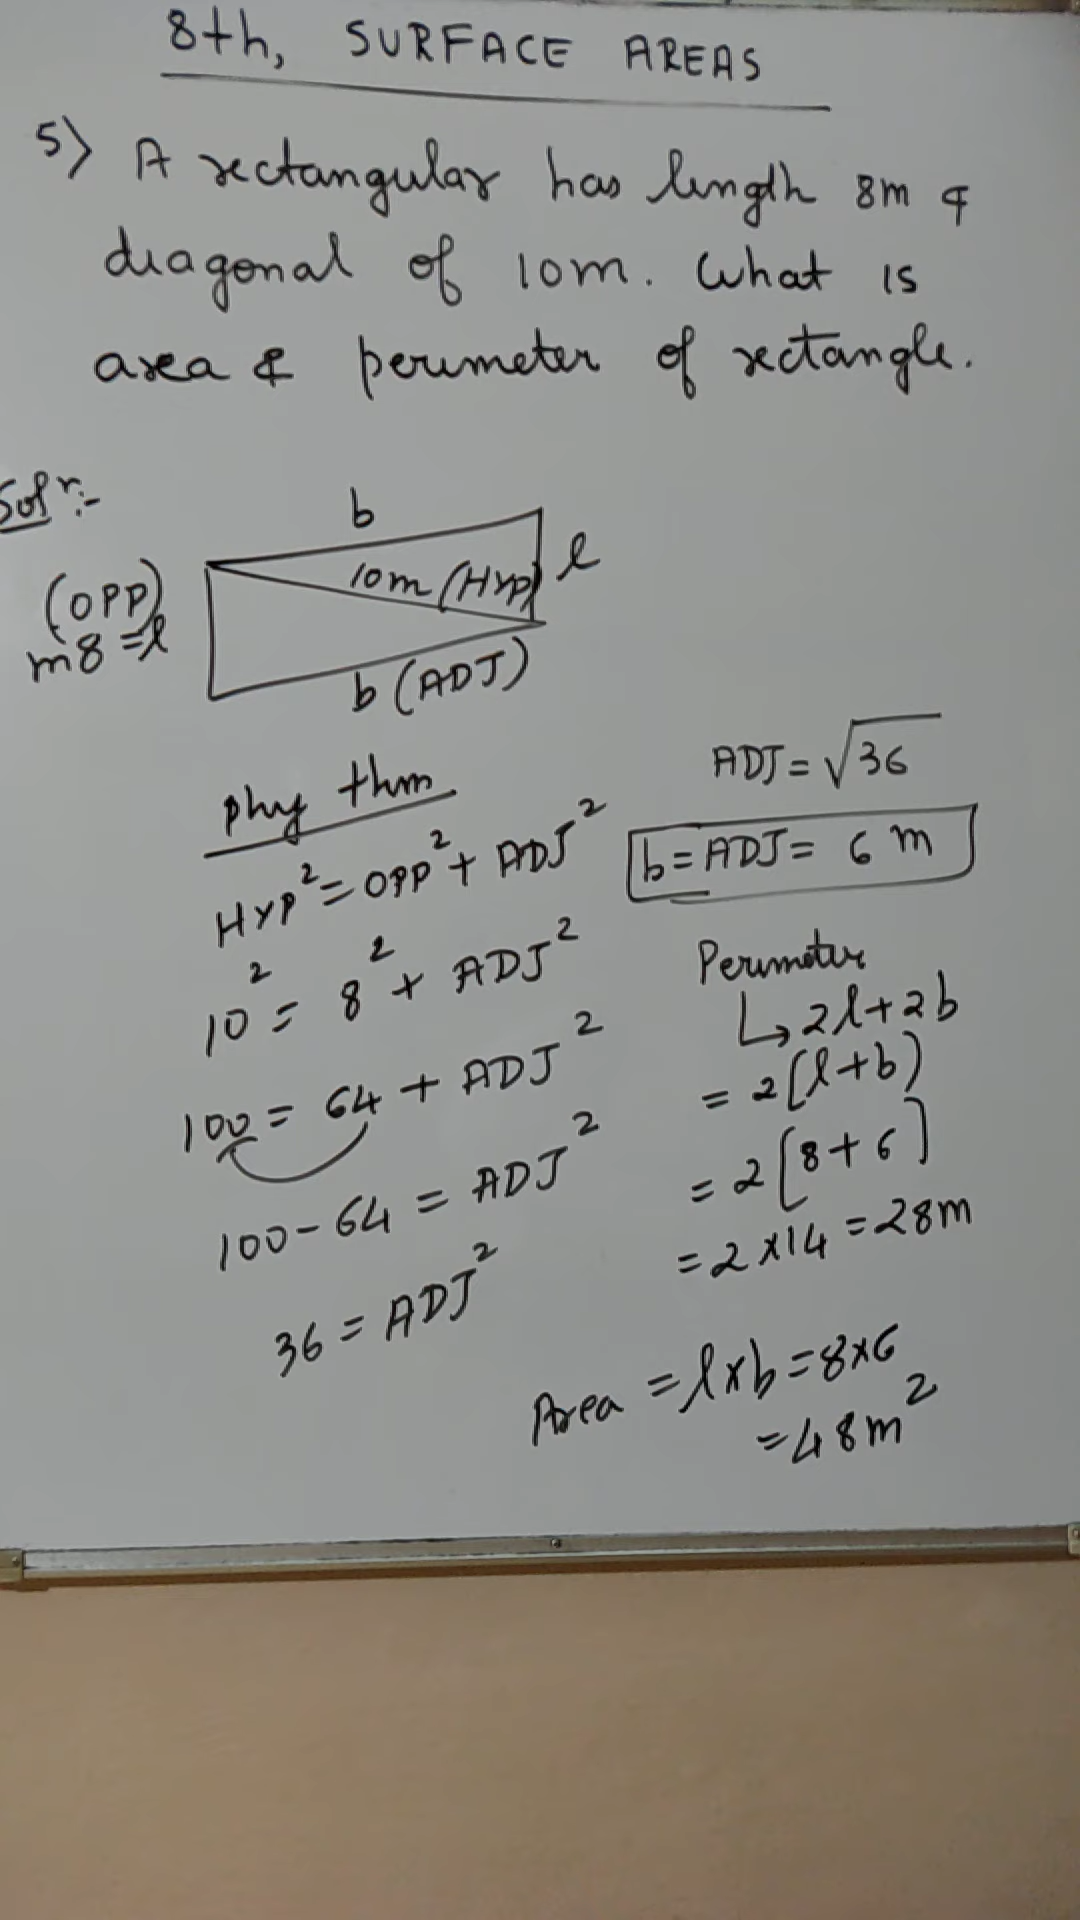 8th, SURFACE AREAS
5) A rectangular has length 8m &
diagonal of 10m. What is
area & perimeter of rectangle.
Solⁿ:-
b
10m (HYP)
l
(OPP)
m8 = l
b (ADJ)
phy thm
HYP² = OPP² + ADJ²
10² = 8² + ADJ²
100 = 64 + ADJ²
100 - 64 = ADJ²
36 = ADJ²
ADJ = √36
b = ADJ = 6 m
Perimeter
↳ 2l + 2b
= 2[l + b)
= 2[8 + 6]
= 2 × 14 = 28m
Area = l × b = 8×6
= 48m²